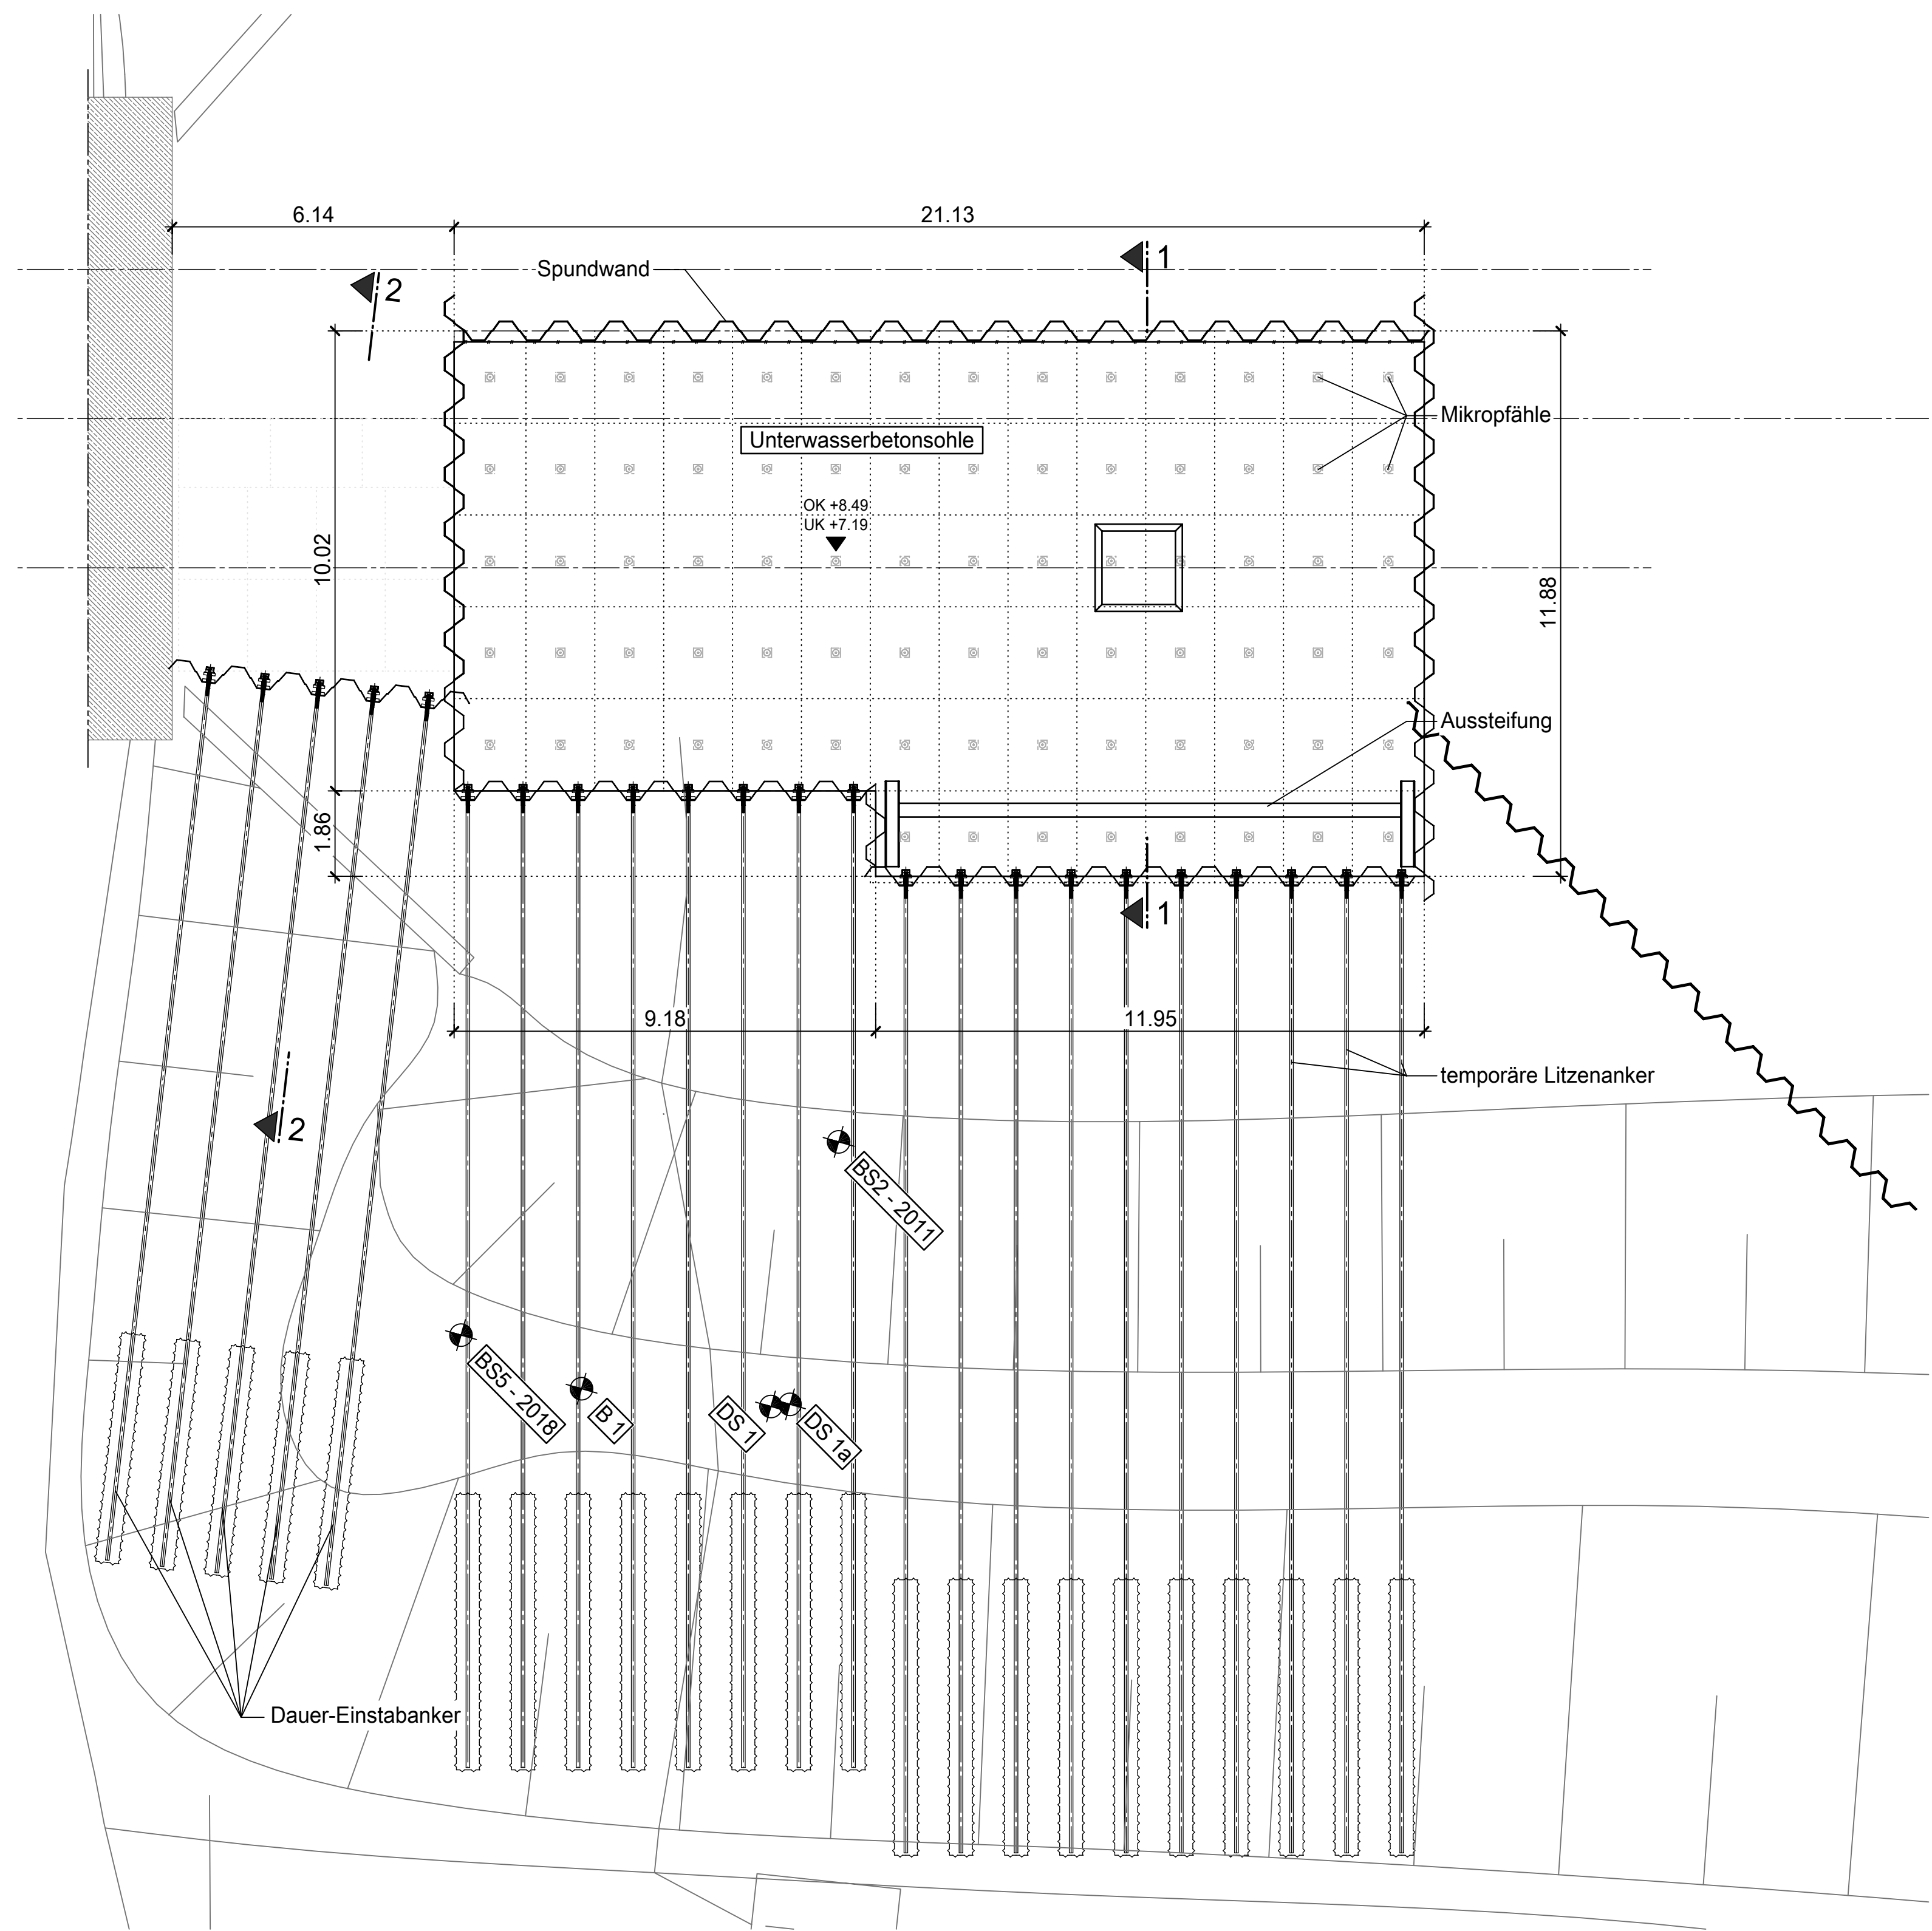 6.14
21.13
1
Spundwand
2
Mikropfähle
Unterwasserbetonsohle
OK +8.49
UK +7.19
10.02
11.88
Aussteifung
1.86
1
9.18
11.95
temporäre Litzenanker
2
BS2 - 2011
BS5 - 2018
B 1
DS 1
DS 1a
Dauer-Einstabanker